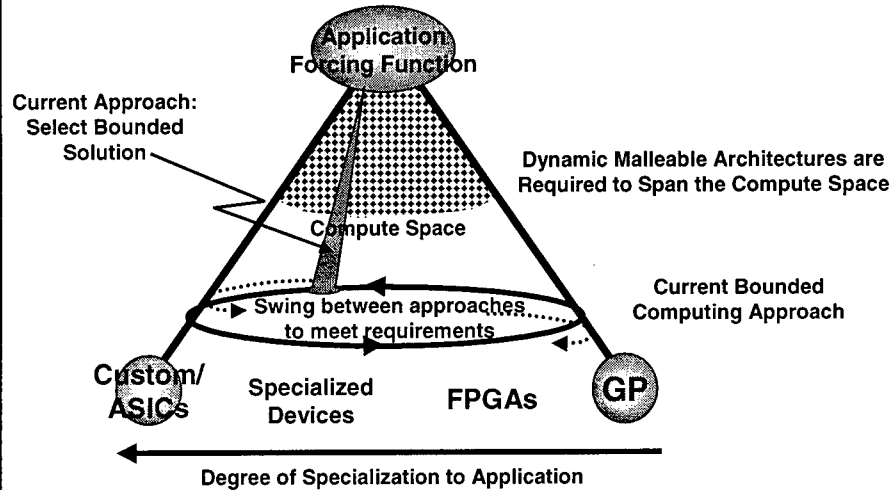 Application
Forcing Function
Current Approach:
Select Bounded
Solution
Dynamic Malleable Architectures are
Required to Span the Compute Space
Compute Space
Current Bounded
Computing Approach
Swing between approaches
to meet requirements
Custom/
ASICs
Specialized
Devices
FPGAs
GP
Degree of Specialization to Application